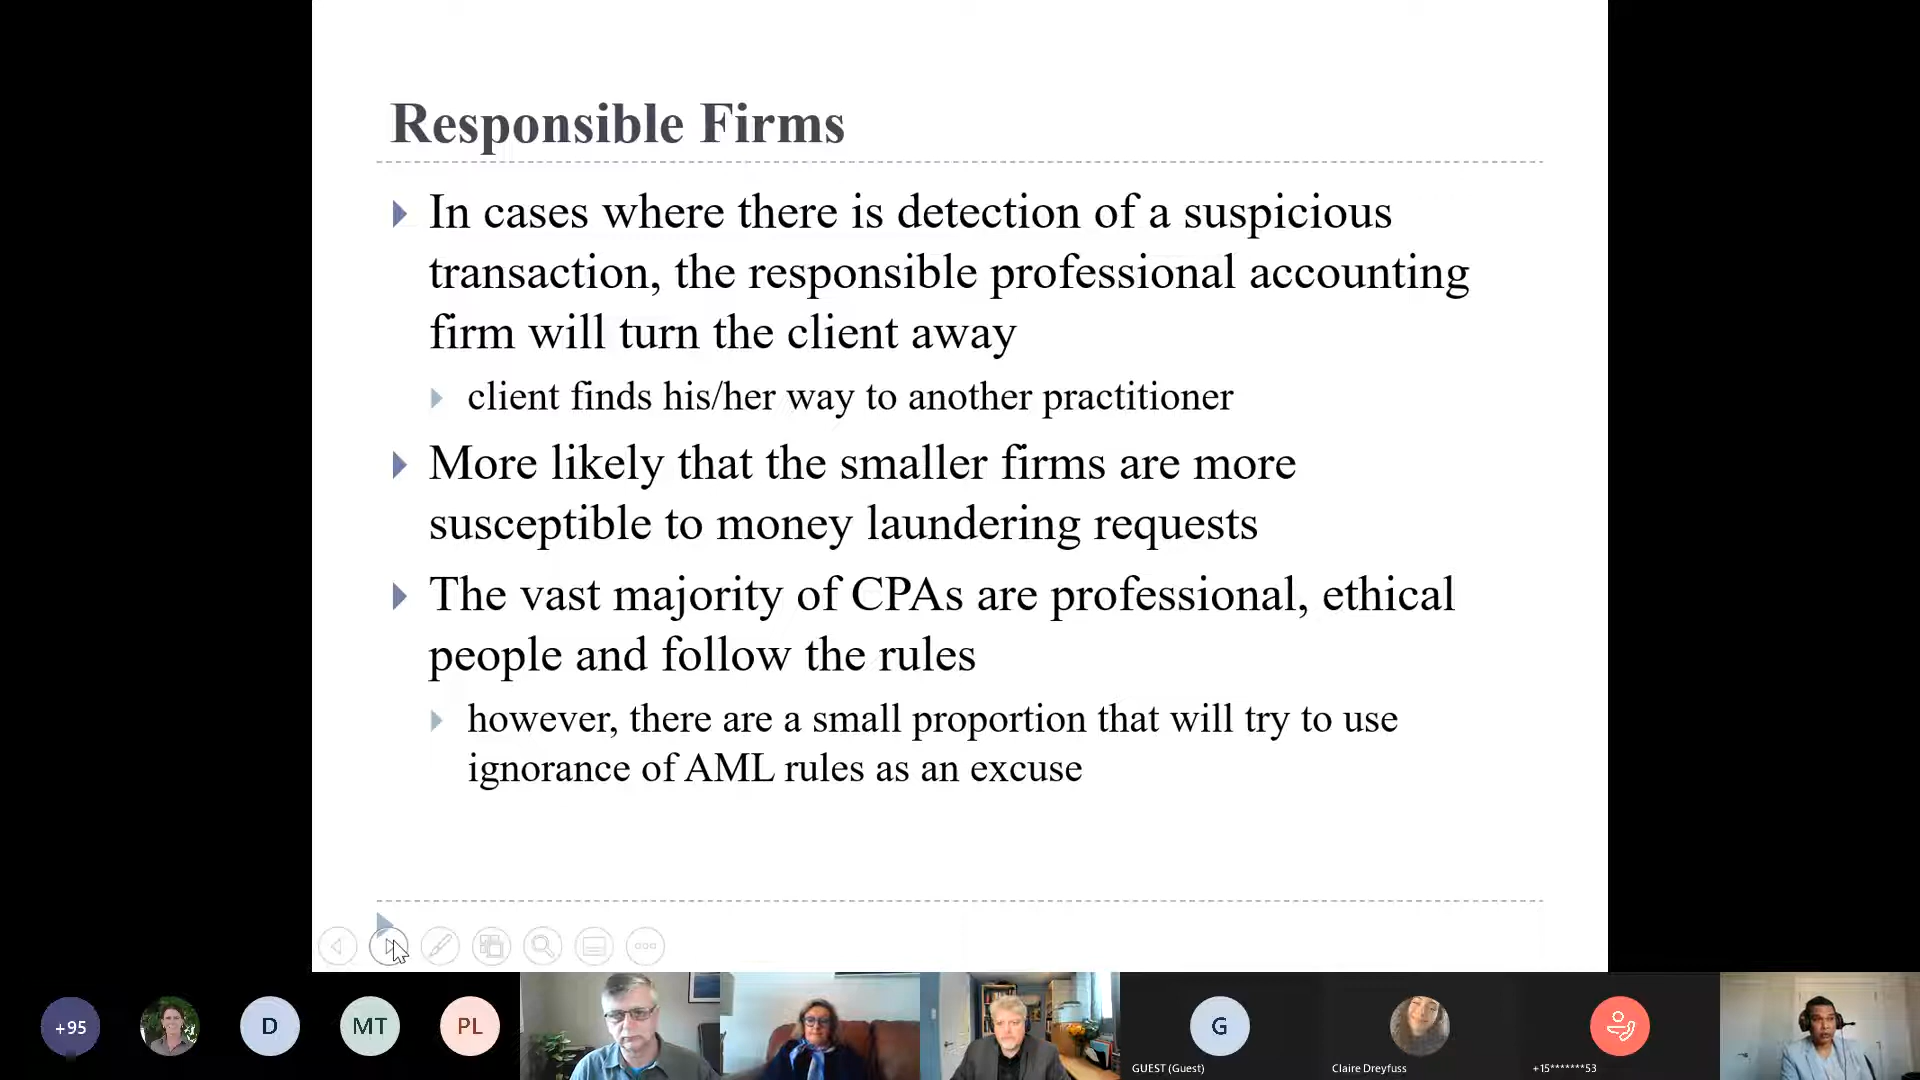 Responsible Firms
In cases where there is detection of a suspicious
transaction, the responsible professional accounting
firm will turn the client away
client finds his/her way to another practitioner
More likely that the smaller firms are more
susceptible to money laundering requests
The vast majority of CPAs are professional, ethical
people and follow the rules
however, there are a small proportion that will try to use
ignorance of AML rules as an excuse
+95
D
MT
PL
G
GUEST (Guest)
Claire Dreyfuss
+15*******53